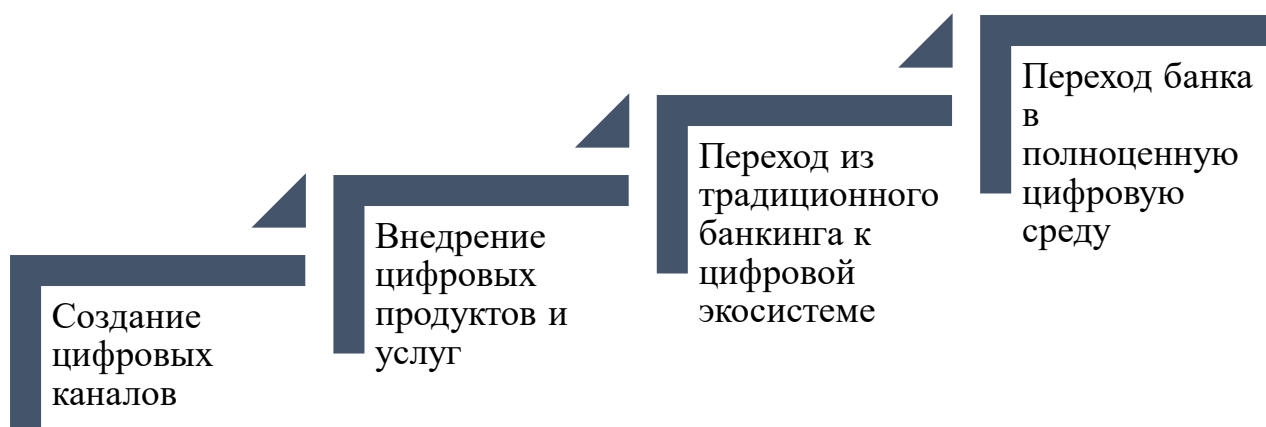 Создание
цифровых
каналов
Внедрение
цифровых
продуктов и
услуг
Переход из
традиционного
банкинга к
цифровой
экосистеме
Переход банка
в
полноценную
цифровую
среду